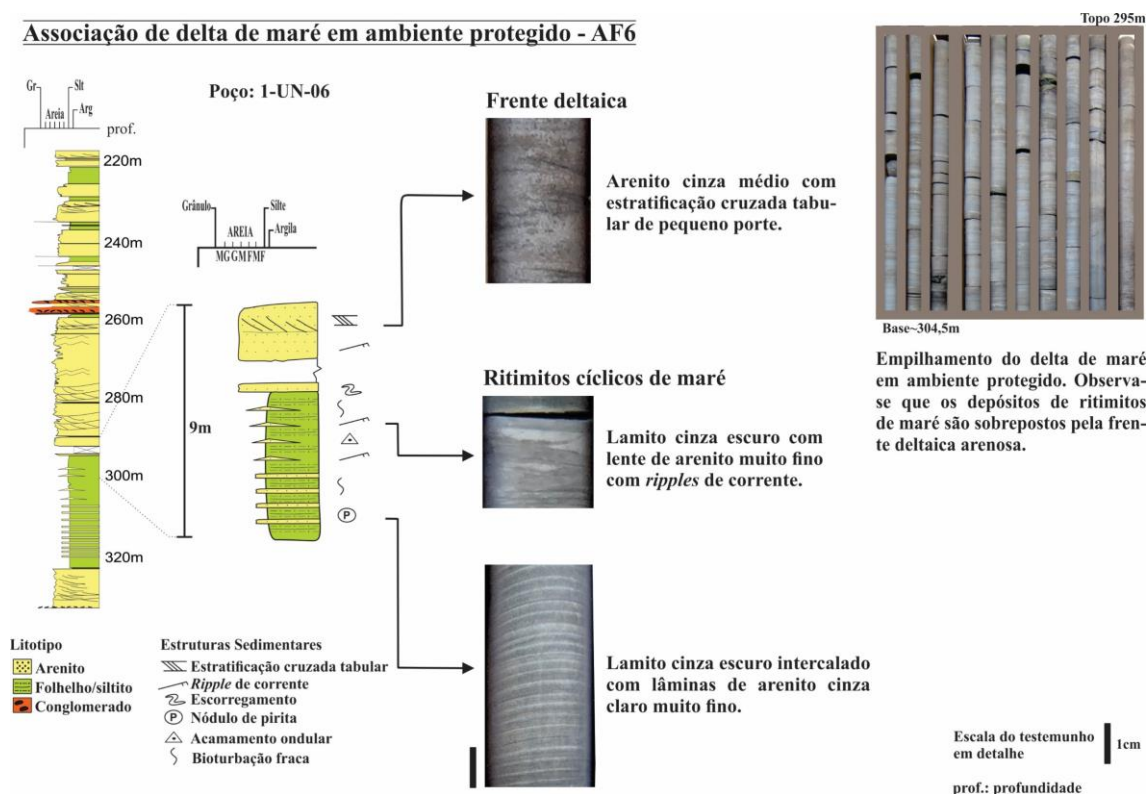 Associação de delta de maré em ambiente protegido - AF6
Topo 295m
Gr
Slt
Areia
Arg
prof.
Poço: 1-UN-06
220m
240m
260m
280m
300m
320m
Grânulo
Silte
AREIA
Argila
MG G M F MF
9m
P
Frente deltaica
Arenito cinza médio com
estratificação cruzada tabu-
lar de pequeno porte.
Ritimitos cíclicos de maré
Lamito cinza escuro com
lente de arenito muito fino
com ripples de corrente.
Lamito cinza escuro intercalado
com lâminas de arenito cinza
claro muito fino.
Base~304,5m
Empilhamento do delta de maré
em ambiente protegido. Observa-
se que os depósitos de ritimitos
de maré são sobrepostos pela fren-
te deltaica arenosa.
Litotipo
Arenito
Folhelho/siltito
Conglomerado
Estruturas Sedimentares
Estratificação cruzada tabular
Ripple de corrente
Escorregamento
P Nódulo de pirita
Acamamento ondular
Bioturbação fraca
Escala do testemunho
em detalhe
1cm
prof.: profundidade